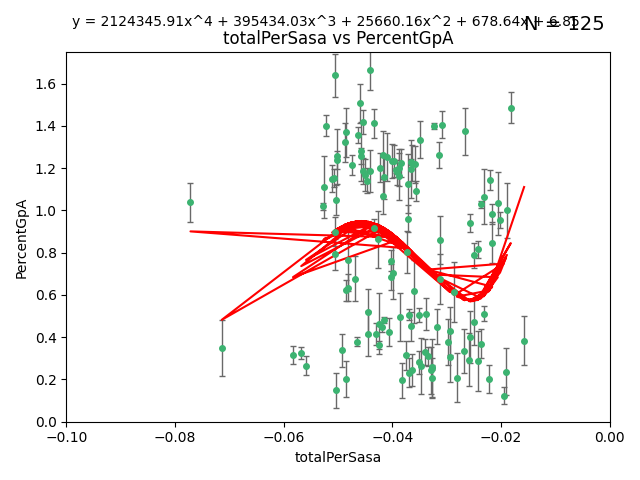 y = 2124345.91x^4 + 395434.03x^3 + 25660.16x^2 + 678.64x + 6.85
N = 125
totalPerSasa vs PercentGpA
1.6
1.4
1.2
1.0
0.8
0.6
0.4
0.2
0.0
PercentGpA
−0.10 −0.08 −0.06 −0.04 −0.02 0.00
totalPerSasa